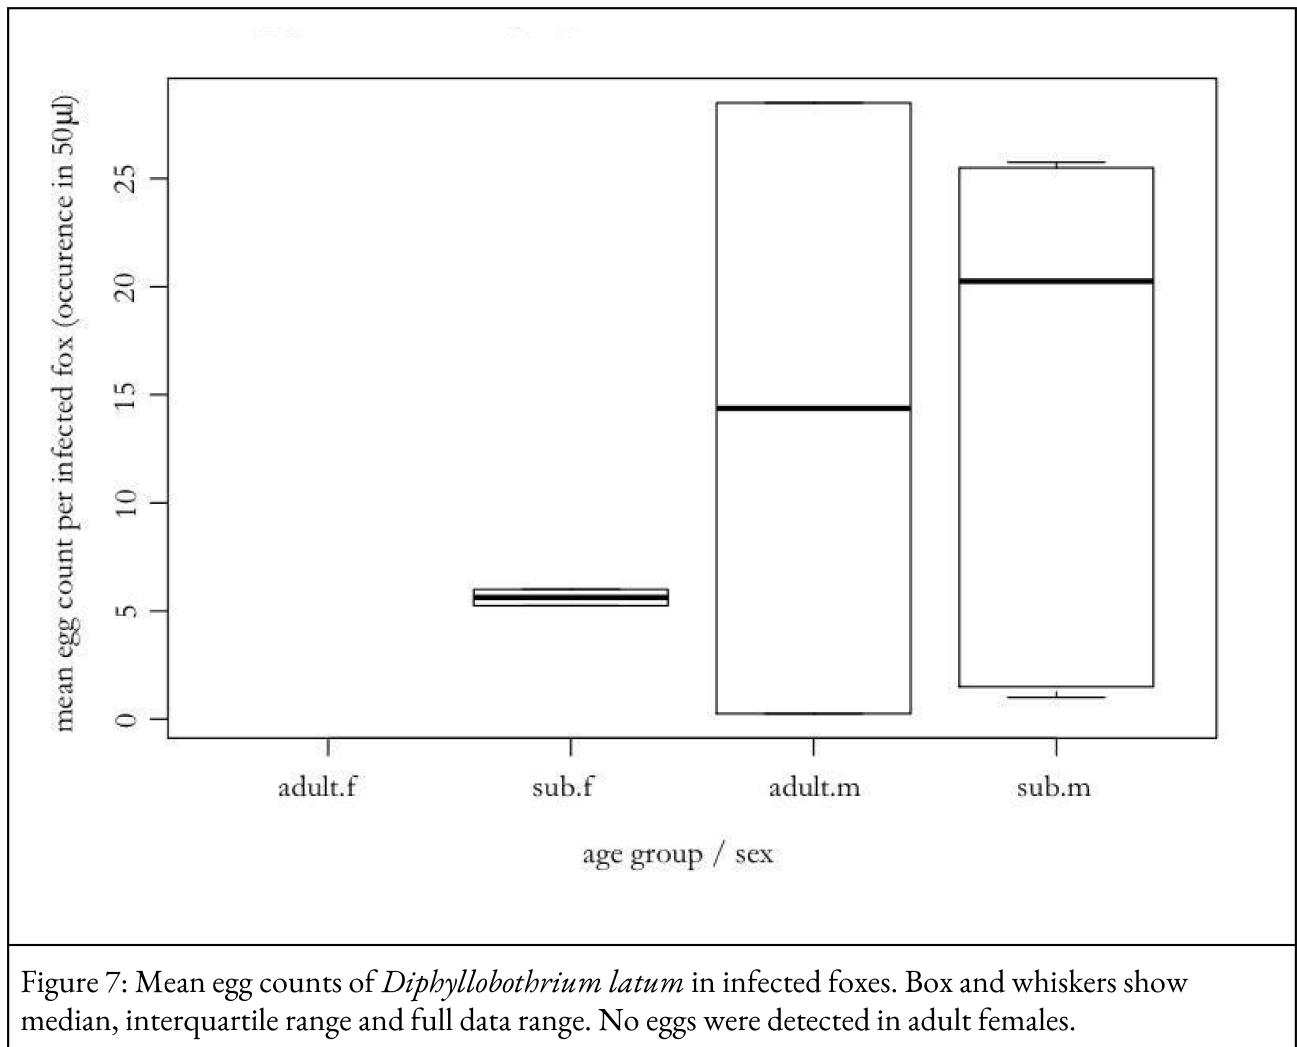 mean egg count per infected fox (occurence in 50µl)
25
20
15
10
5
0
adult.f sub.f adult.m sub.m
age group / sex
Figure 7: Mean egg counts of Diphyllobothrium latum in infected foxes. Box and whiskers show
median, interquartile range and full data range. No eggs were detected in adult females.